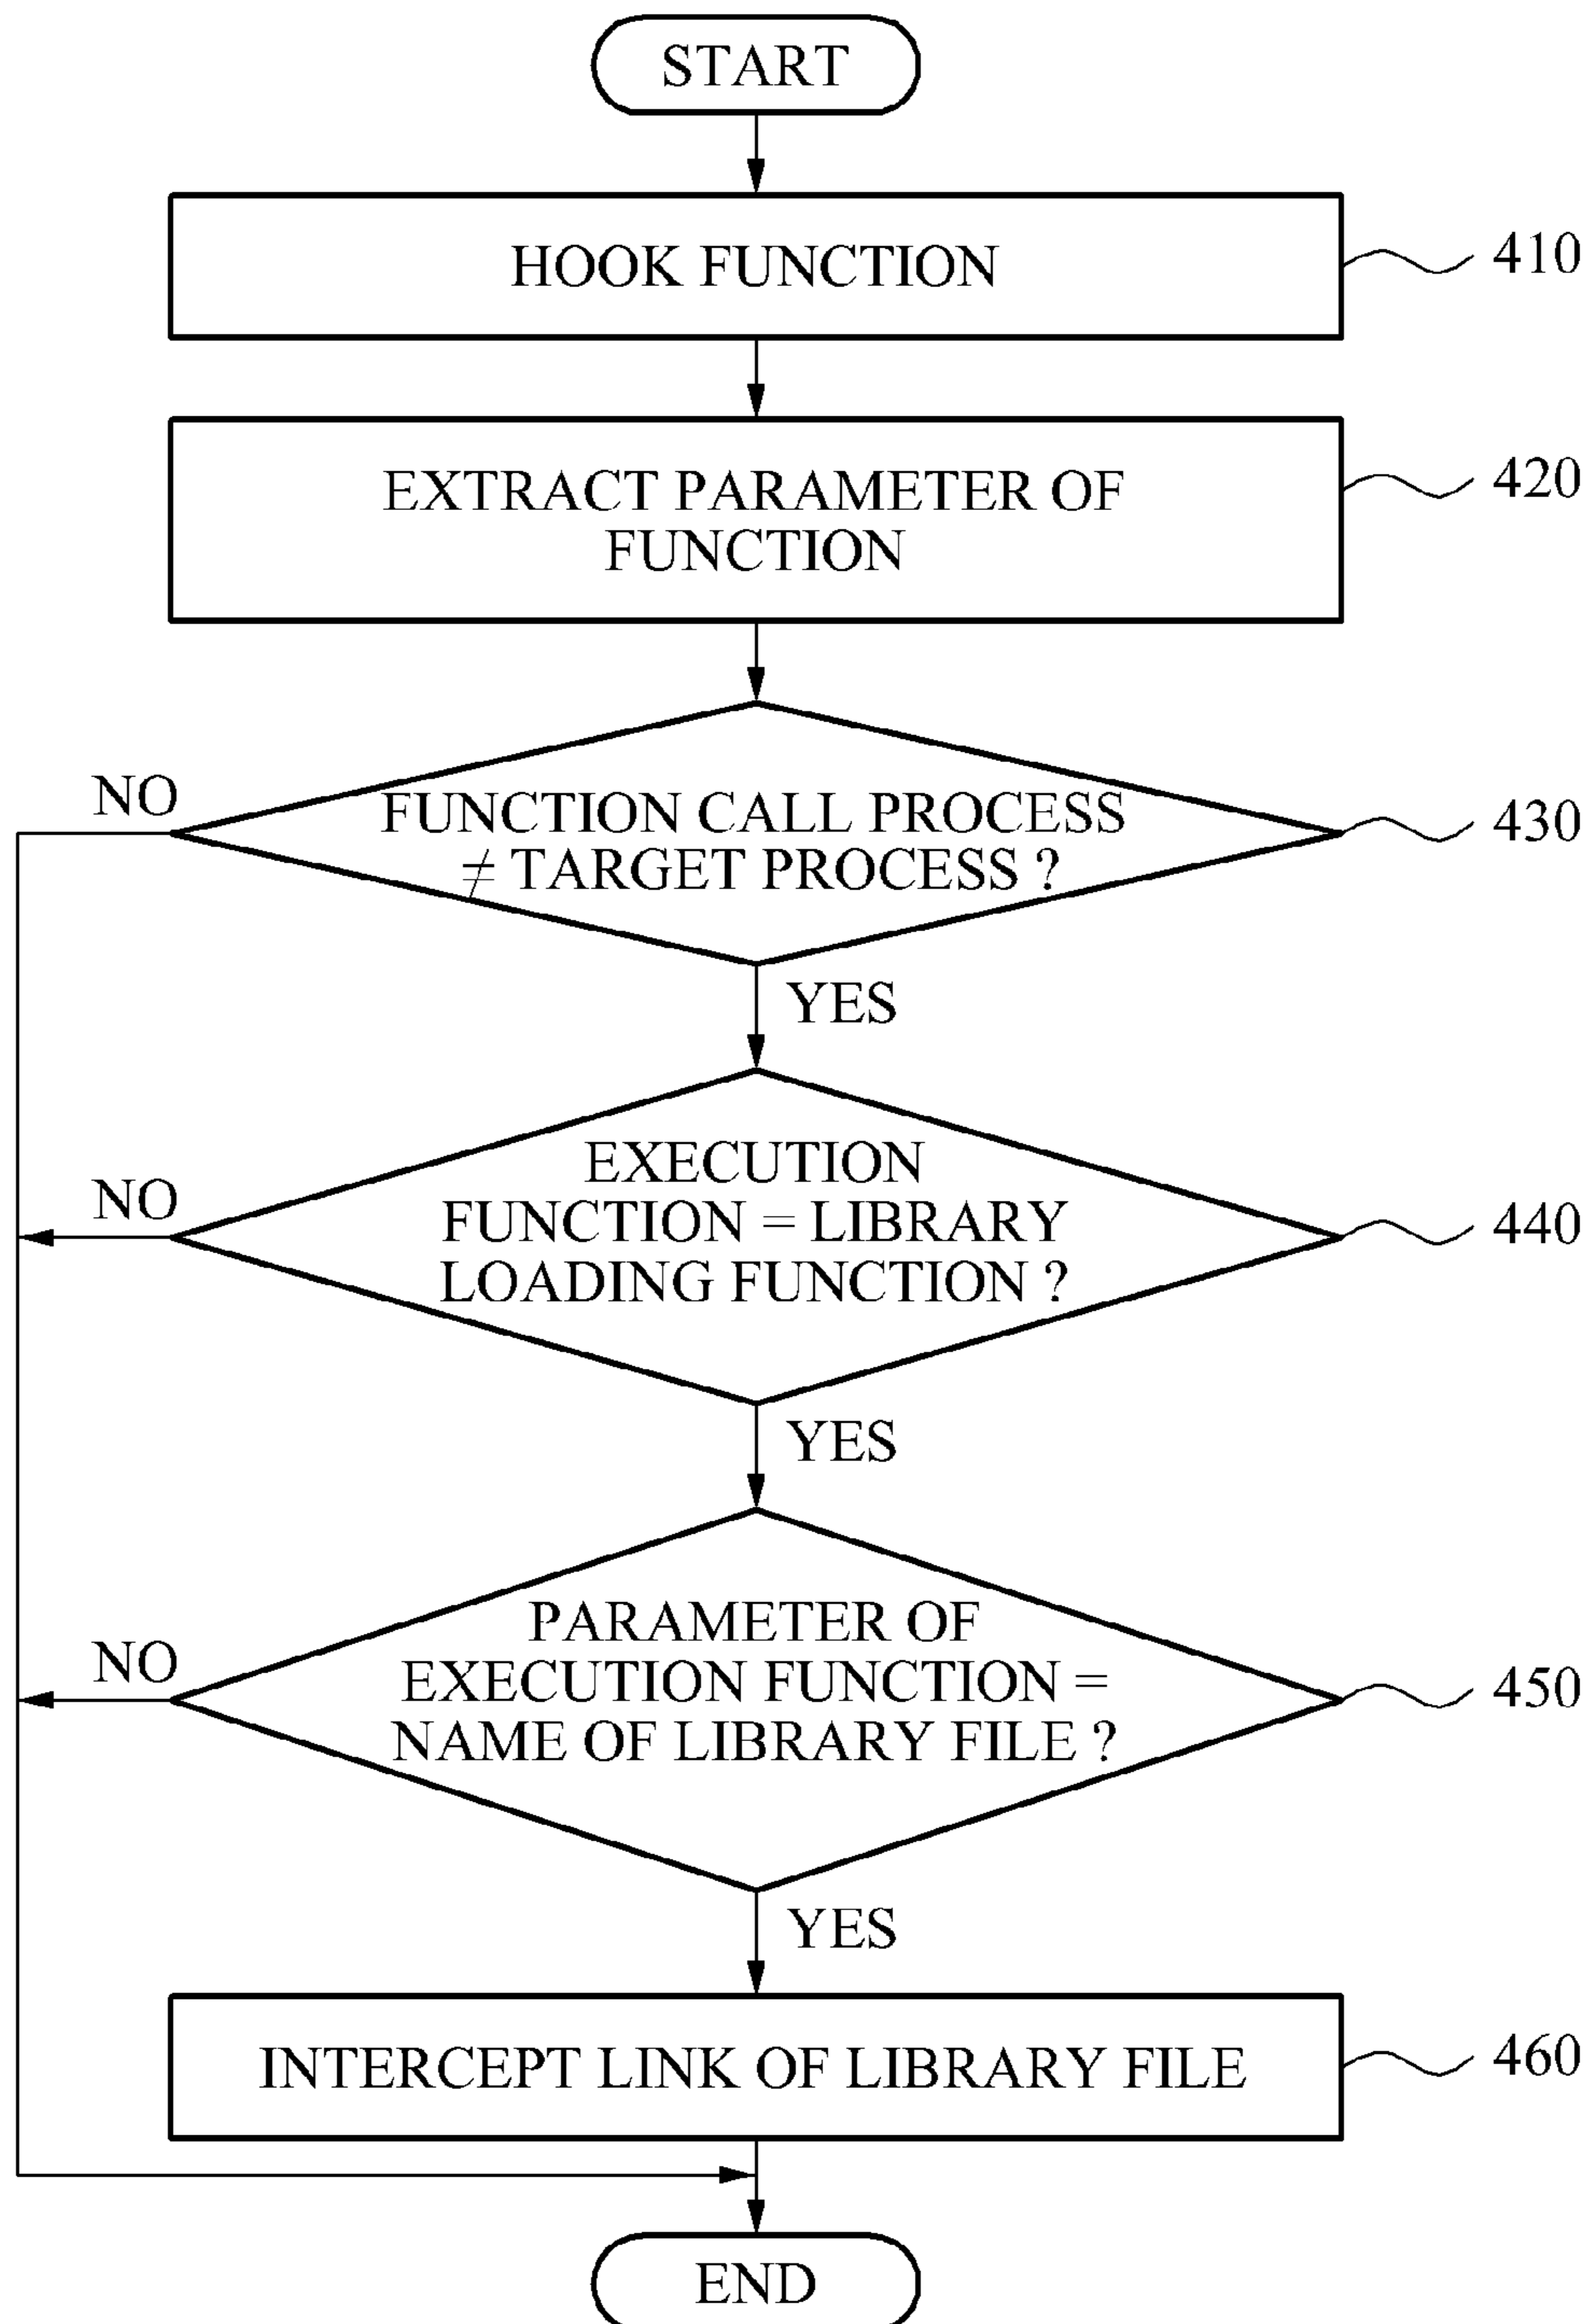 START
HOOK FUNCTION
410
EXTRACT PARAMETER OF
FUNCTION
420
NO
FUNCTION CALL PROCESS
≠ TARGET PROCESS ?
430
YES
EXECUTION
FUNCTION = LIBRARY
LOADING FUNCTION ?
NO
440
YES
PARAMETER OF
EXECUTION FUNCTION =
NAME OF LIBRARY FILE ?
NO
450
YES
INTERCEPT LINK OF LIBRARY FILE
460
END